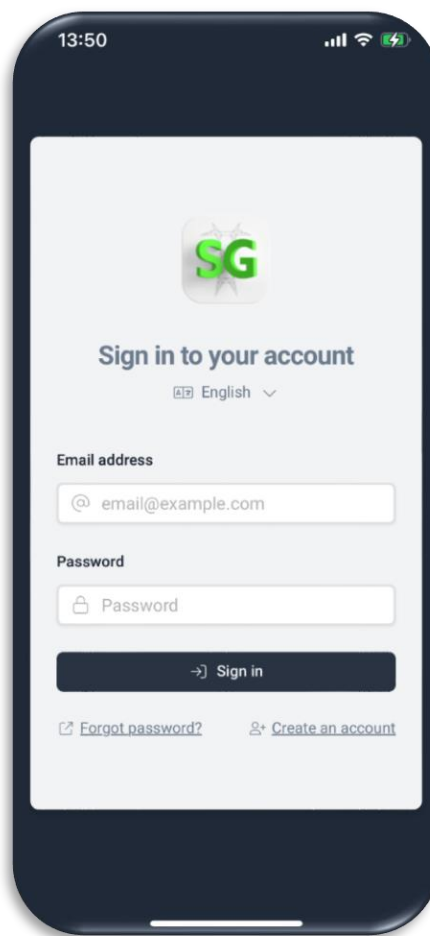 13:50
SG
Sign in to your account
English
Email address
email@example.com
Password
Password
Sign in
Forgot password? Create an account